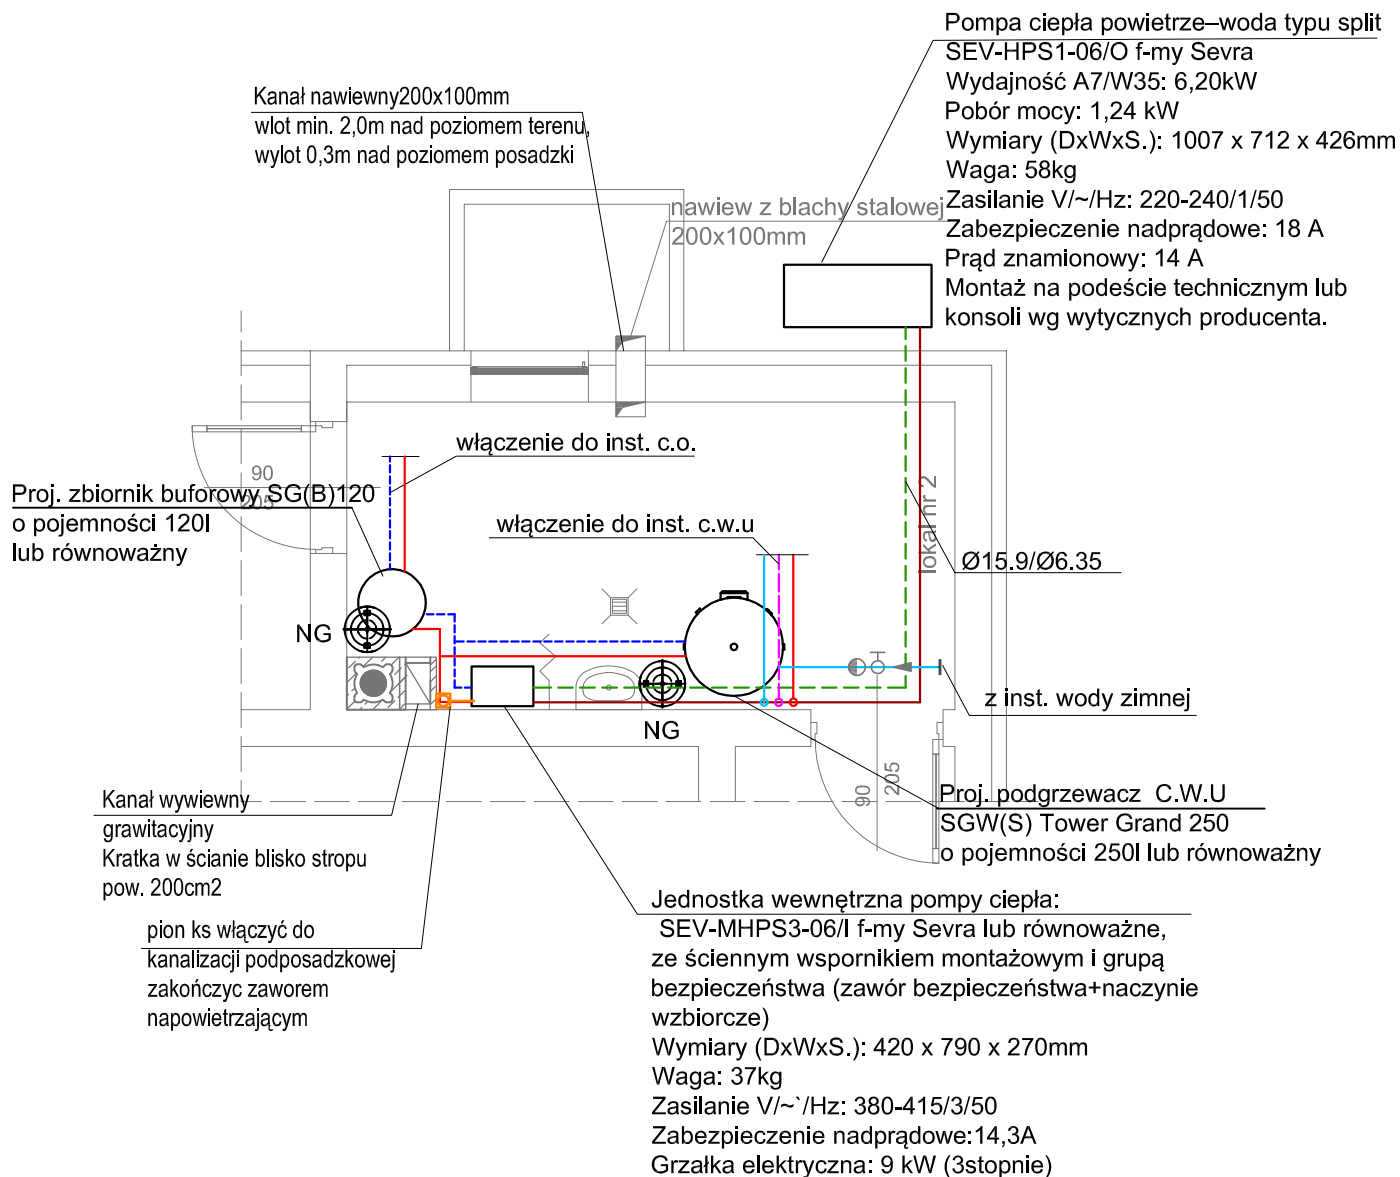 Pompa ciepła powietrze–woda typu split
SEV-HPS1-06/O f-my Sevra
Wydajność A7/W35: 6,20kW
Pobór mocy: 1,24 kW
Wymiary (DxWxS.): 1007 x 712 x 426mm
Waga: 58kg
Zasilanie V/~/Hz: 220-240/1/50
Zabezpieczenie nadprądowe: 18 A
Prąd znamionowy: 14 A
Montaż na podeście technicznym lub
konsoli wg wytycznych producenta.
Kanał nawiewny200x100mm
wlot min. 2,0m nad poziomem terenu,
wylot 0,3m nad poziomem posadzki
nawiew z blachy stalowej
200x100mm
włączenie do inst. c.o.
90
205
Proj. zbiornik buforowy SG(B)120
o pojemności 120l
lub równoważny
włączenie do inst. c.w.u
lokal nr 2
Ø15.9/Ø6.35
NG
NG
z inst. wody zimnej
90
205
Kanał wywiewny
grawitacyjny
Kratka w ścianie blisko stropu
pow. 200cm2
Proj. podgrzewacz C.W.U
SGW(S) Tower Grand 250
o pojemności 250l lub równoważny
pion ks włączyć do
kanalizacji podposadzkowej
zakończyc zaworem
napowietrzającym
Jednostka wewnętrzna pompy ciepła:
SEV-MHPS3-06/I f-my Sevra lub równoważne,
ze ściennym wspornikiem montażowym i grupą
bezpieczeństwa (zawór bezpieczeństwa+naczynie
wzbiorcze)
Wymiary (DxWxS.): 420 x 790 x 270mm
Waga: 37kg
Zasilanie V/~`/Hz: 380-415/3/50
Zabezpieczenie nadprądowe:14,3A
Grzałka elektryczna: 9 kW (3stopnie)